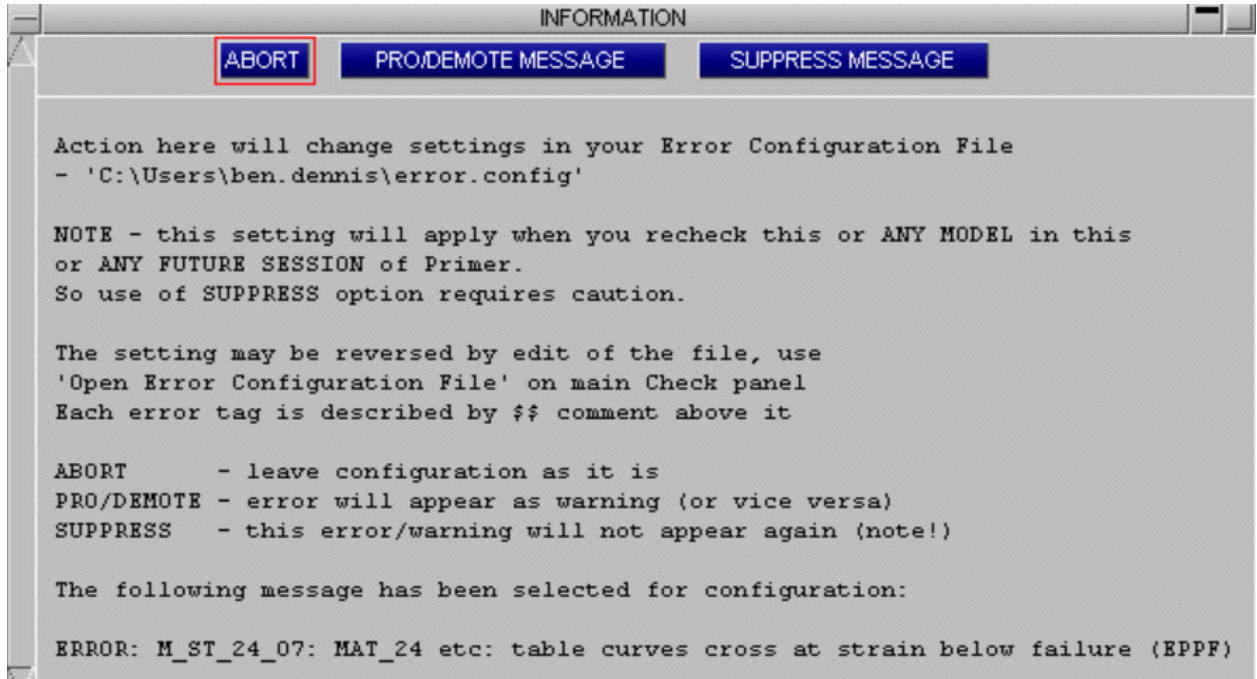 INFORMATION
ABORT PRO/DEMOTE MESSAGE SUPPRESS MESSAGE
Action here will change settings in your Error Configuration File
- 'C:\Users\ben.dennis\error.config'
NOTE - this setting will apply when you recheck this or ANY MODEL in this
or ANY FUTURE SESSION of Primer.
So use of SUPPRESS option requires caution.
The setting may be reversed by edit of the file, use
'Open Error Configuration File' on main Check panel
Each error tag is described by $$ comment above it
ABORT - leave configuration as it is
PRO/DEMOTE - error will appear as warning (or vice versa)
SUPPRESS - this error/warning will not appear again (note!)
The following message has been selected for configuration:
ERROR: M_ST_24_07: MAT_24 etc: table curves cross at strain below failure (EPPF)